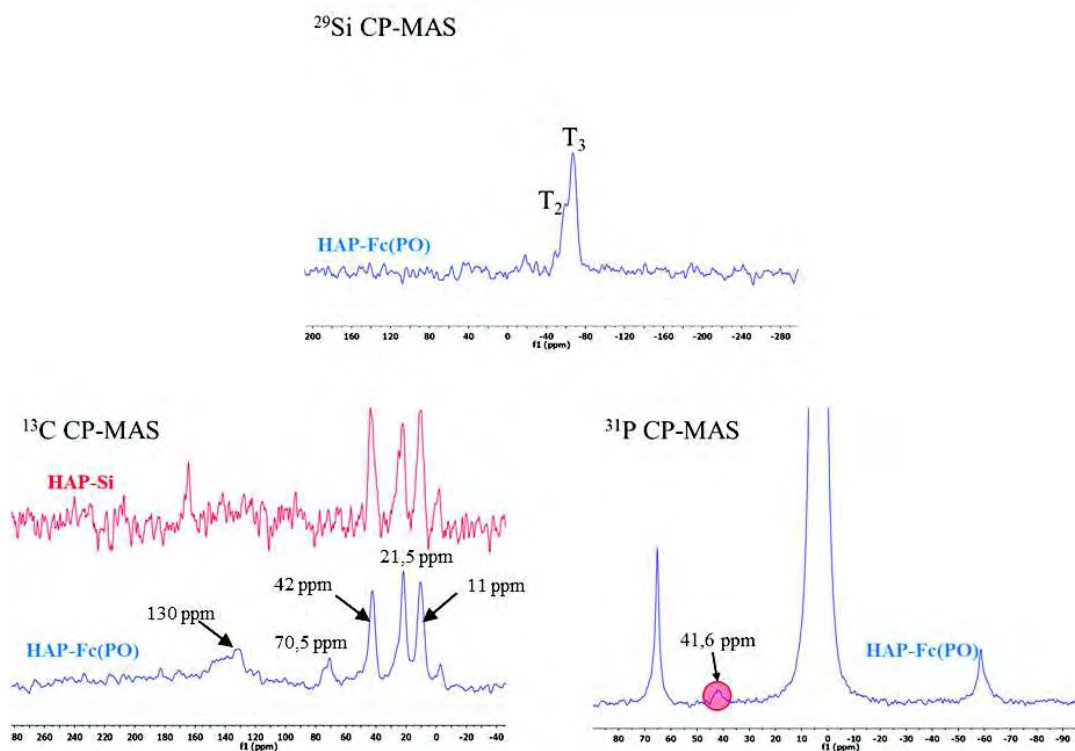 ²⁹Si CP-MAS
T₃
T₂
HAP-Fc(PO)
200 160 120 80 40 0 -40 -80 -120 -160 -200 -240 -280
f1 (ppm)
¹³C CP-MAS
HAP-Si
21,5 ppm
42 ppm
11 ppm
130 ppm
70,5 ppm
HAP-Fc(PO)
80 260 240 220 200 180 160 140 120 100 80 60 40 20 0 -20 -40
f1 (ppm)
³¹P CP-MAS
41,6 ppm
HAP-Fc(PO)
80 70 60 50 40 30 20 10 0 -10 -20 -30 -40 -50 -60 -70 -80 -90
f1 (ppm)